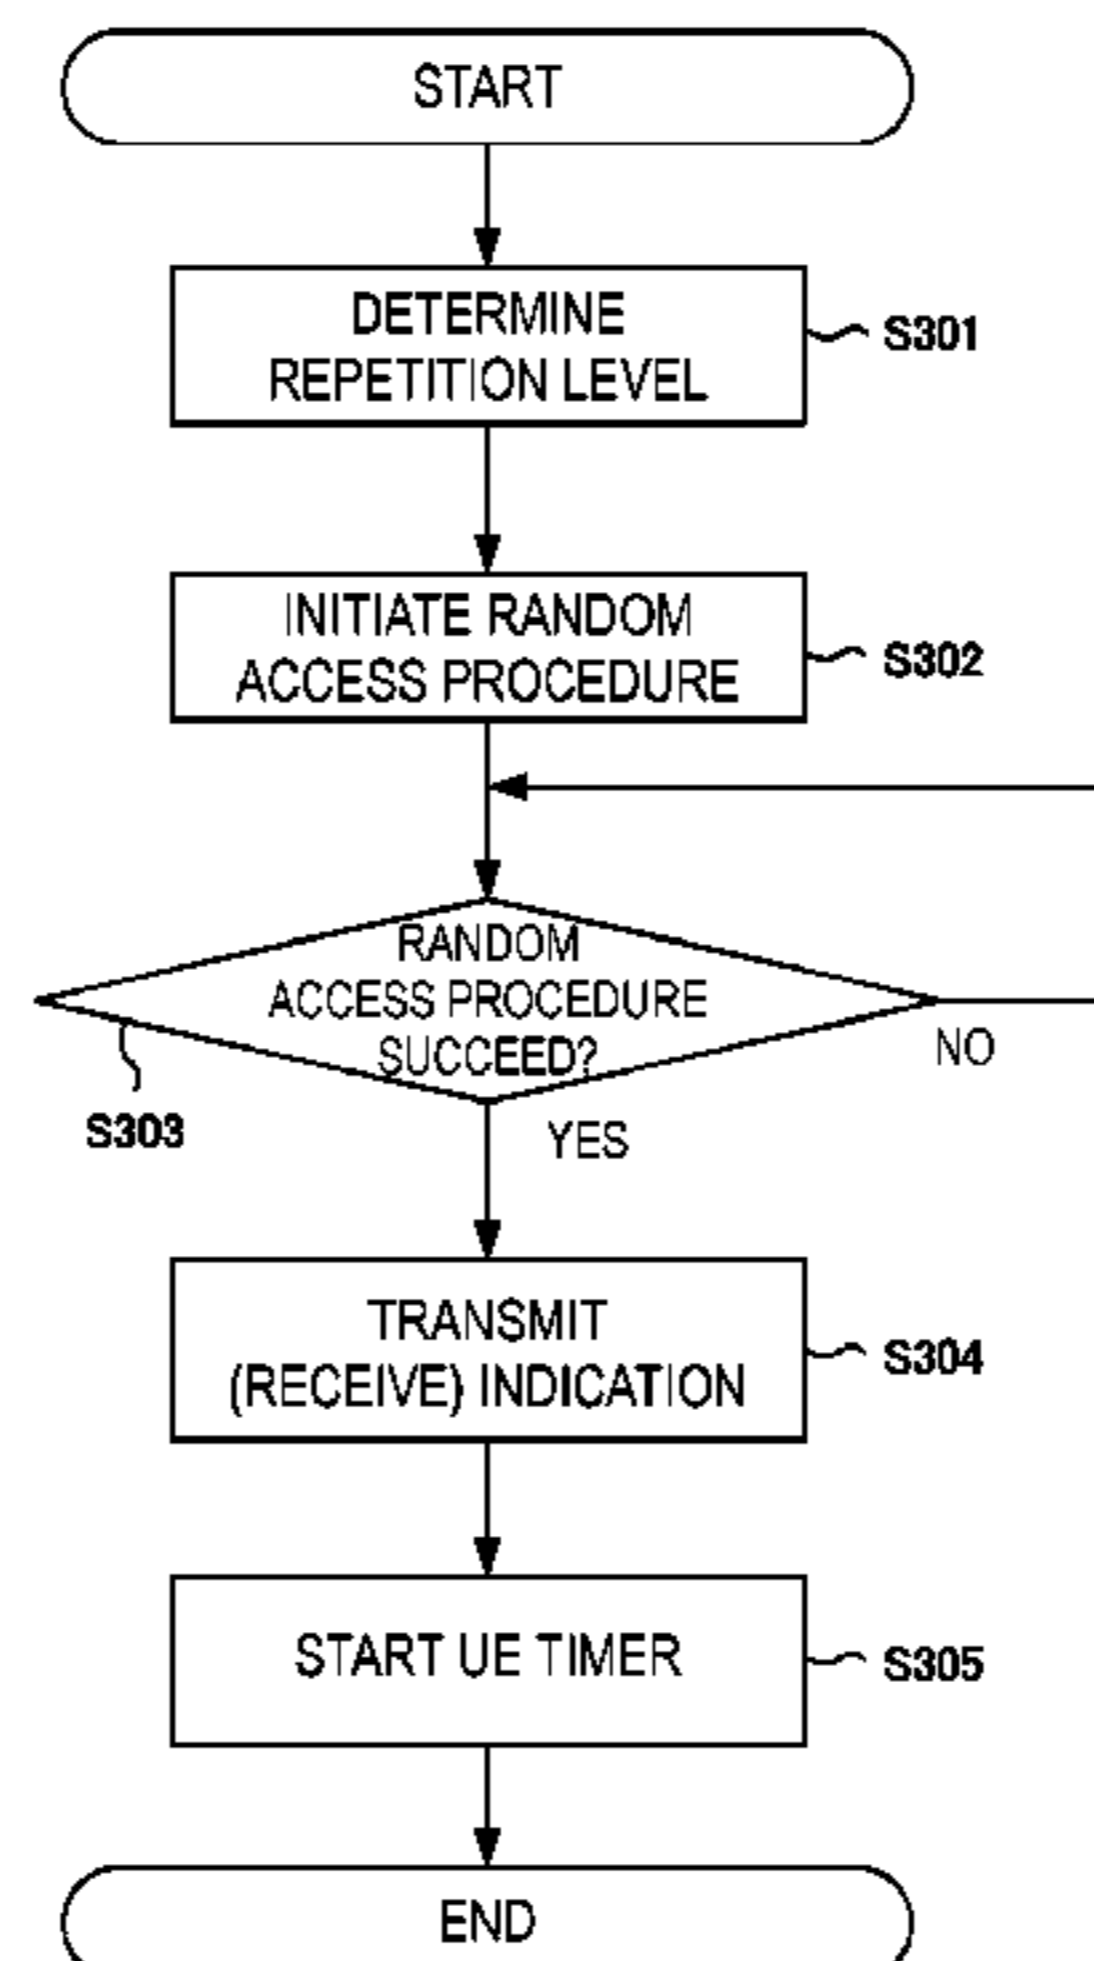 START
DETERMINE
REPETITION LEVEL
S301
INITIATE RANDOM
ACCESS PROCEDURE
S302
RANDOM
ACCESS PROCEDURE
SUCCEED?
NO
S303
YES
TRANSMIT
(RECEIVE) INDICATION
S304
START UE TIMER
S305
END